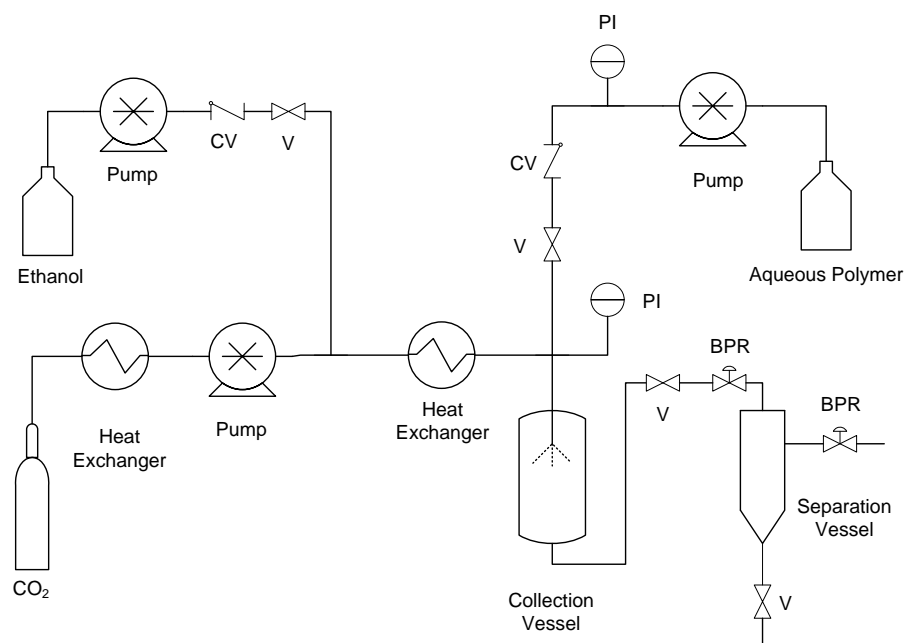 PI
CV
V
Pump
CV
Pump
V
Ethanol
Aqueous Polymer
PI
BPR
BPR
V
Heat
Exchanger
Pump
Heat
Exchanger
Separation
Vessel
CO₂
Collection
Vessel
V